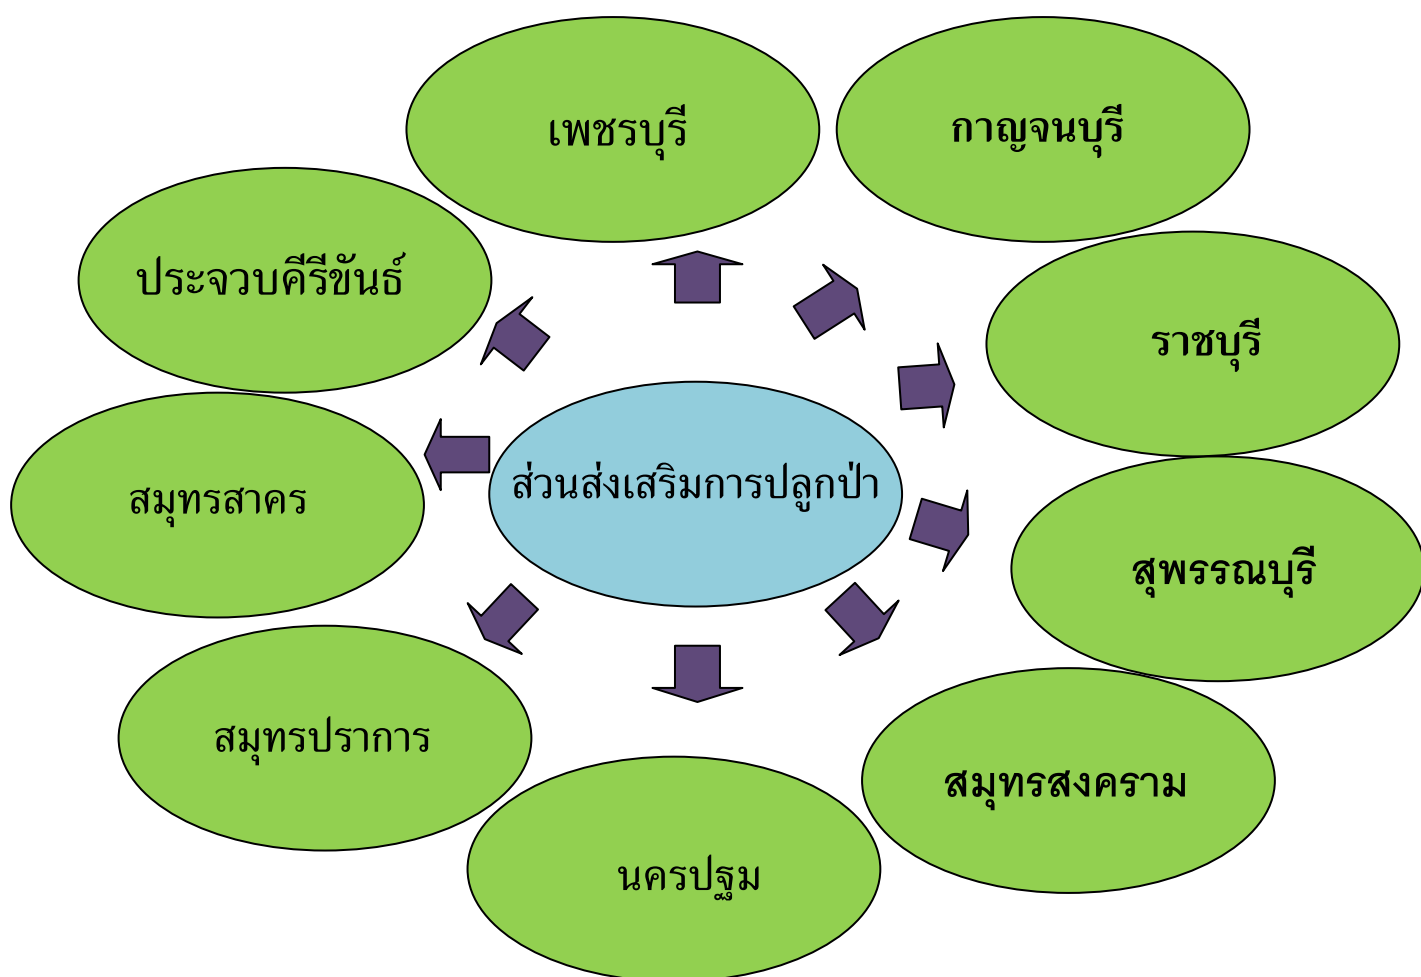 เพชรบุรี
กาญจนบุรี
ประจวบคีรีขันธ์
ราชบุรี
ส่วนส่งเสริมการปลูกป่า
สมุทรสาคร
สุพรรณบุรี
สมุทรปราการ
สมุทรสงคราม
นครปฐม